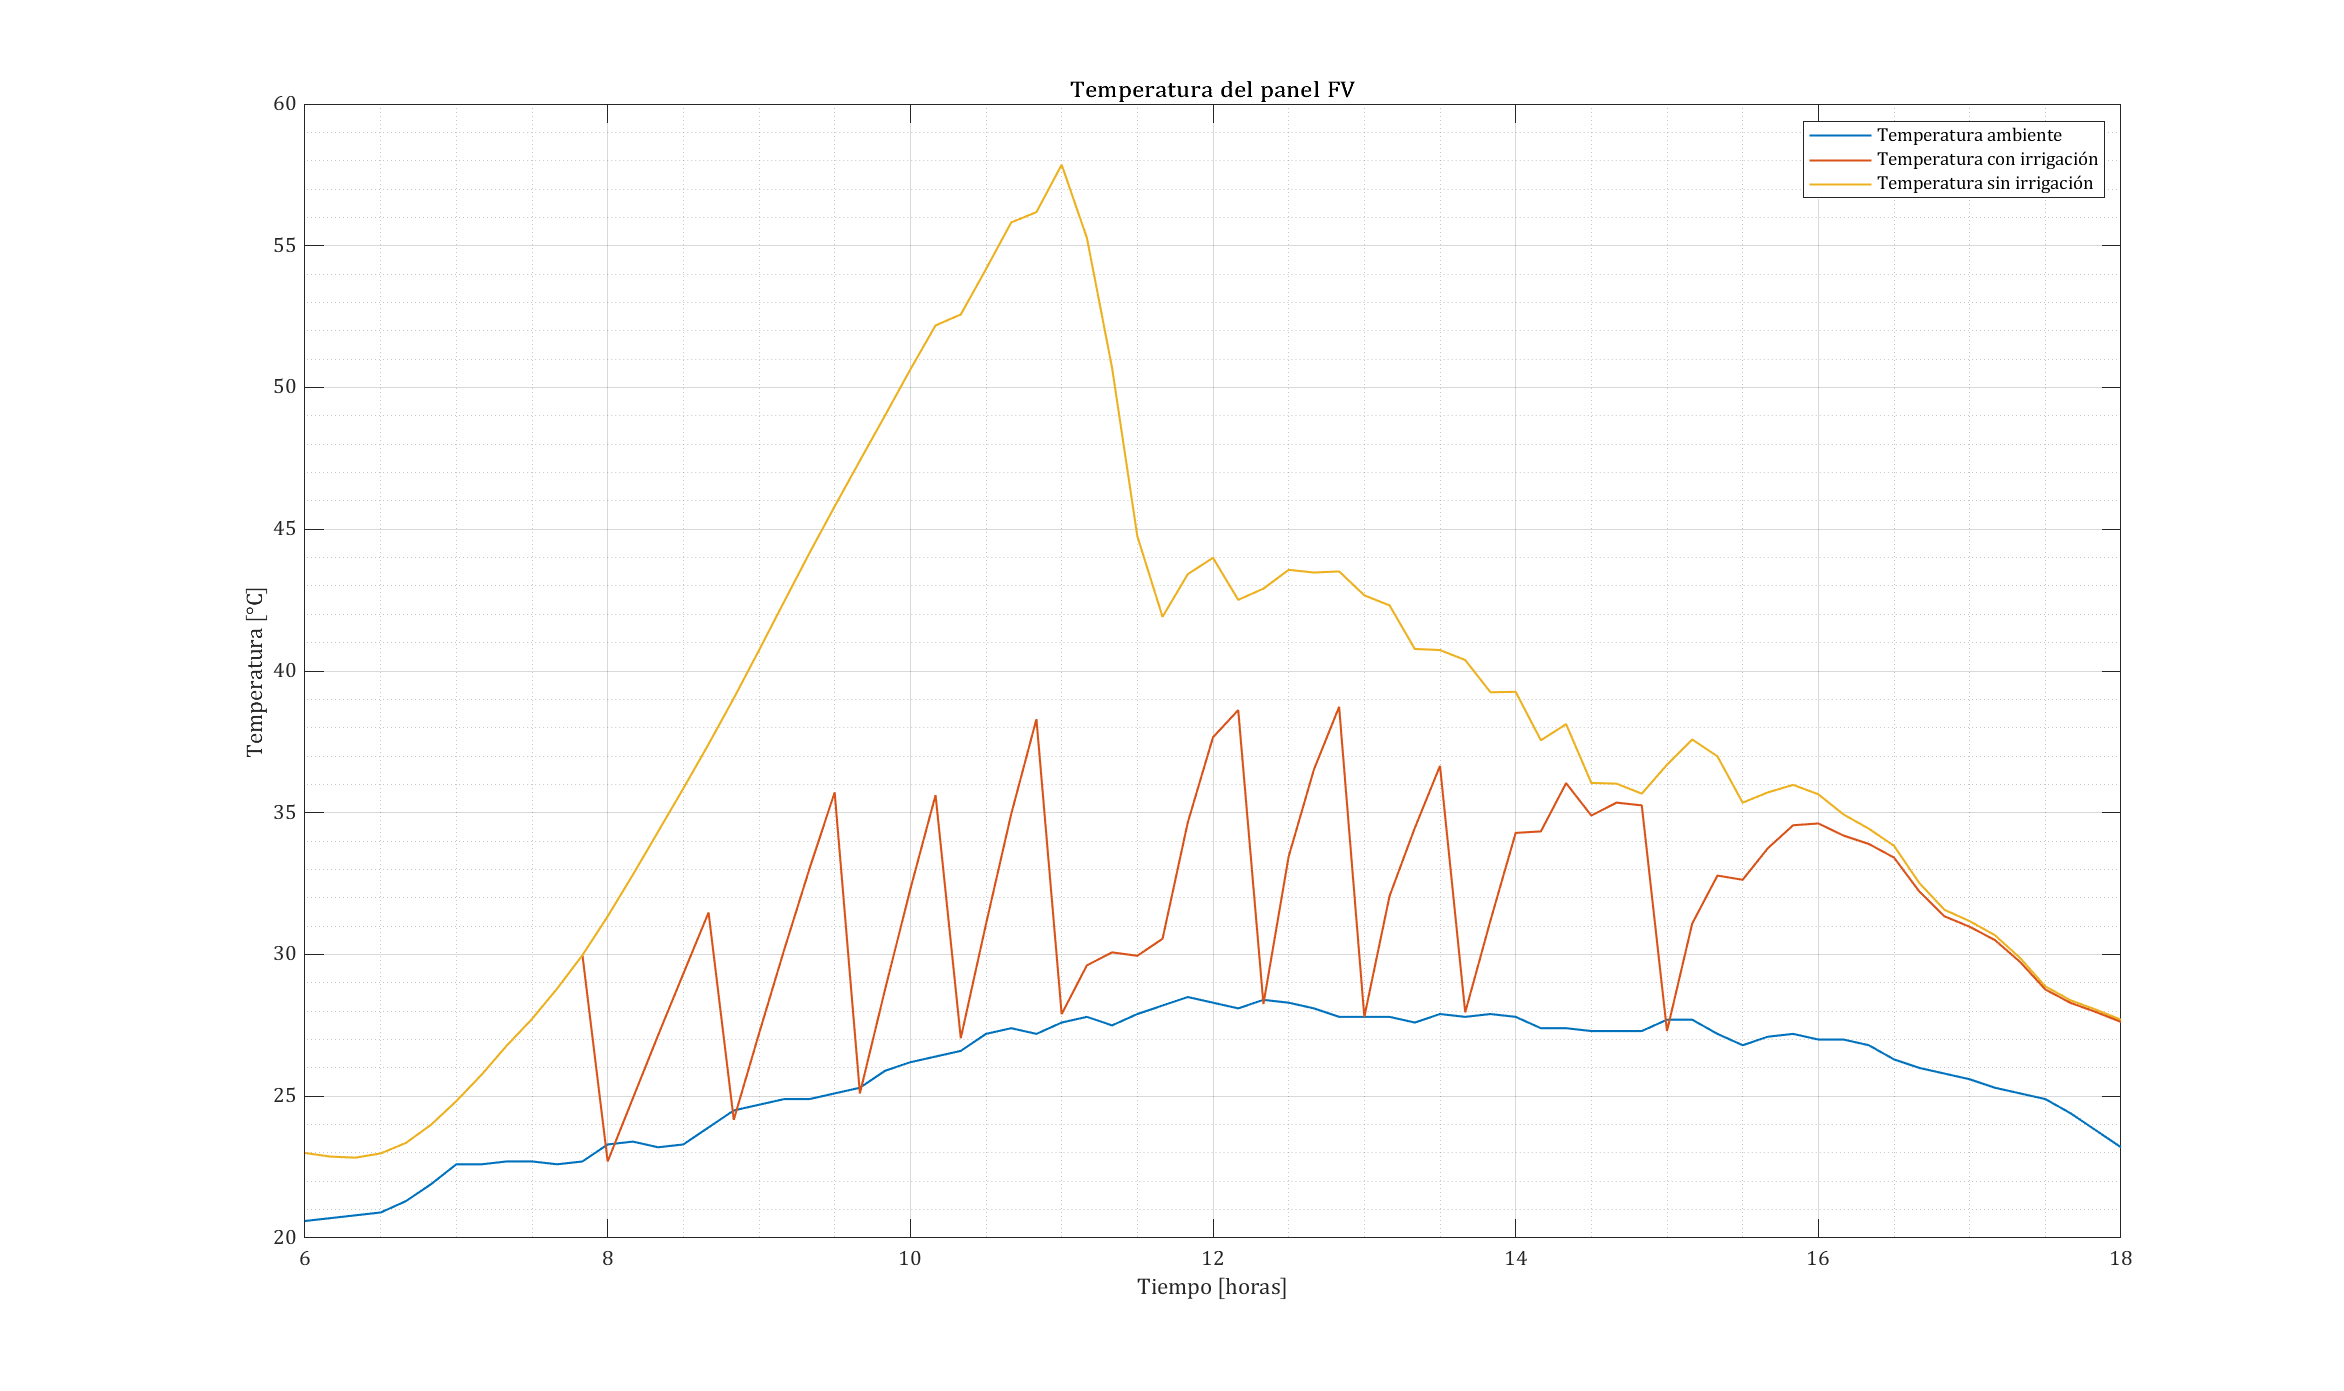 Temperatura del panel FV
Temperatura ambiente
Temperatura con irrigación
Temperatura sin irrigación
60
55
50
45
40
35
30
25
20
Temperatura [°C]
6 8 10 12 14 16 18
Tiempo [horas]